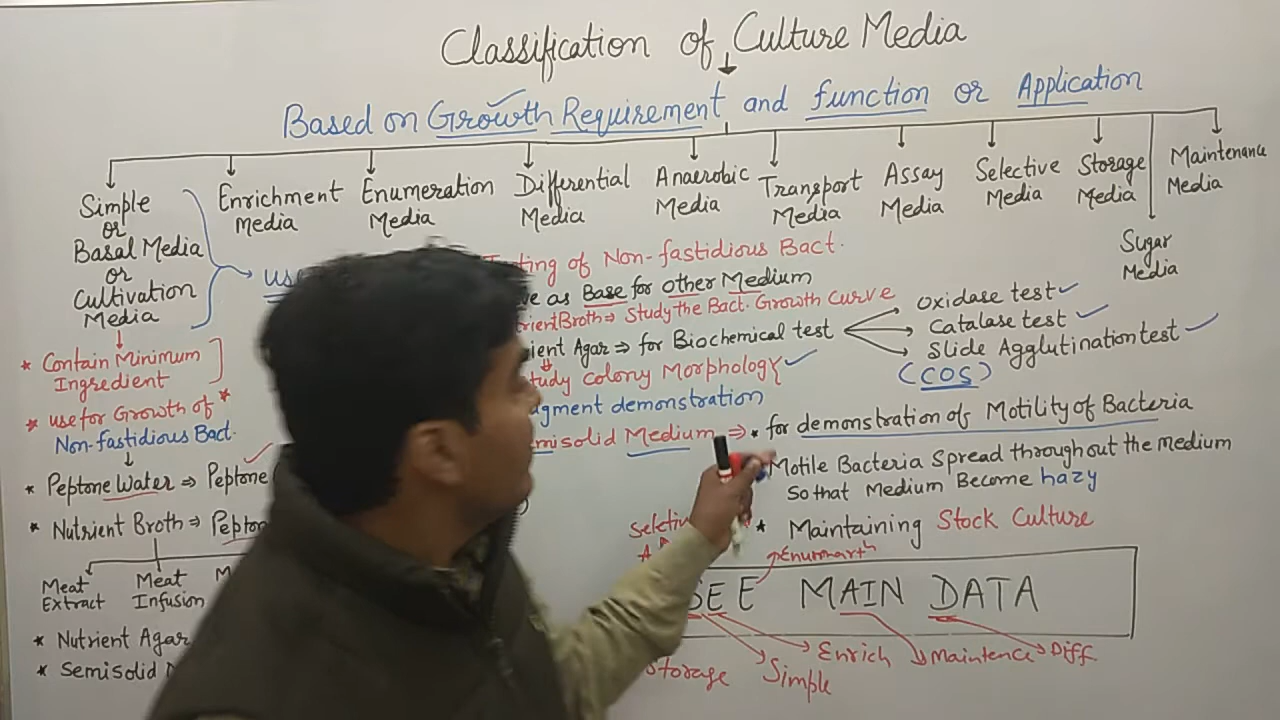 Classification of Culture Media
Based on Growth Requirement and function or Application
Simple
or
Basal Media
or
Cultivation
Media
Enrichment
Media
Enumeration
Media
Differential
Media
Anaerobic
Media
Transport
Media
Assay
Media
Selective
Media
Storage
Media
Sugar
Media
Maintenance
Media
* Contain Minimum
Ingredient
* use for Growth of *
Non-fastidious Bact.
* Peptone Water ⇒ Peptone
* Nutrient Broth ⇒ Pepton
Meat
Extract
Meat
Infusion
* Nutrient Agar
* Semisolid
use
ting of Non-fastidious Bact.
as Base for other Medium
rient Broth ⇒ Study the Bact. Growth Curve
ient Agar ⇒ for Biochemical test
Oxidase test ✓
Catalase test ✓
Slide Agglutination test ✓
(COS)
tudy Colony Morphology ✓
agment demonstration
misolid Medium ⇒ * for demonstration of Motility of Bacteria
Motile Bacteria Spread throughout the medium
So that Medium Become hazy
* Maintaining Stock Culture
SEE MAIN DATA
Storage
Simple
Enrich
Maintence
Diff